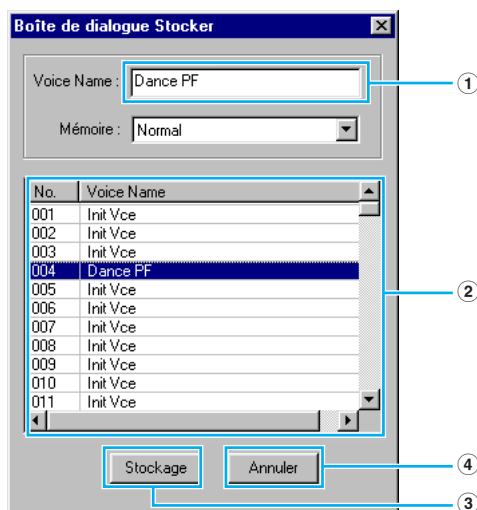 Boîte de dialogue Stocker
Voice Name : Dance PF
①
Mémoire : Normal
No. Voice Name
001 Init Vce
002 Init Vce
003 Init Vce
004 Dance PF
005 Init Vce
②
006 Init Vce
007 Init Vce
008 Init Vce
009 Init Vce
010 Init Vce
011 Init Vce
Stockage Annuler
④
③